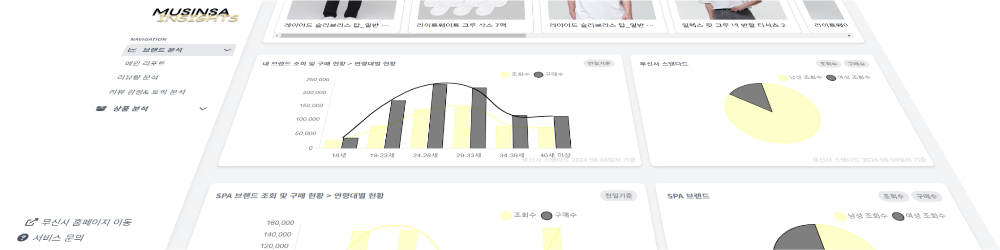 MUSINSA
INSIGHTS
NAVIGATION
브랜드 분석
메인 리포트
리뷰량 분석
리뷰 감정& 토픽 분석
상품 분석
무신사 홈페이지 이동
서비스 문의
레이어드 슬리브리스 탑_일반 ···
라이트웨이트 크루 삭스 7팩
레이어드 슬리브리스 탑_일반 ···
릴렉스 핏 크루 넥 반팔 티셔츠 2
라이트웨0
내 브랜드 조회 및 구매 현황 > 연령대별 현황
전일기준
조회수 구매수
250,000
200,000
150,000
100,000
50,000
0
18세 19-23세 24-28세 29-33세 34-39세 40세 이상
무신사 스탠다드 2024-08-04일자 기준
무신사 스탠다드
조회수 구매수
남성 조회수 여성 조회수
무신사 스탠다드 2024-08-04일자 기준
SPA 브랜드 조회 및 구매 현황 > 연령대별 현황
전일기준
조회수 구매수
160,000
140,000
120,000
SPA 브랜드
조회수 구매수
남성 조회수 여성 조회수